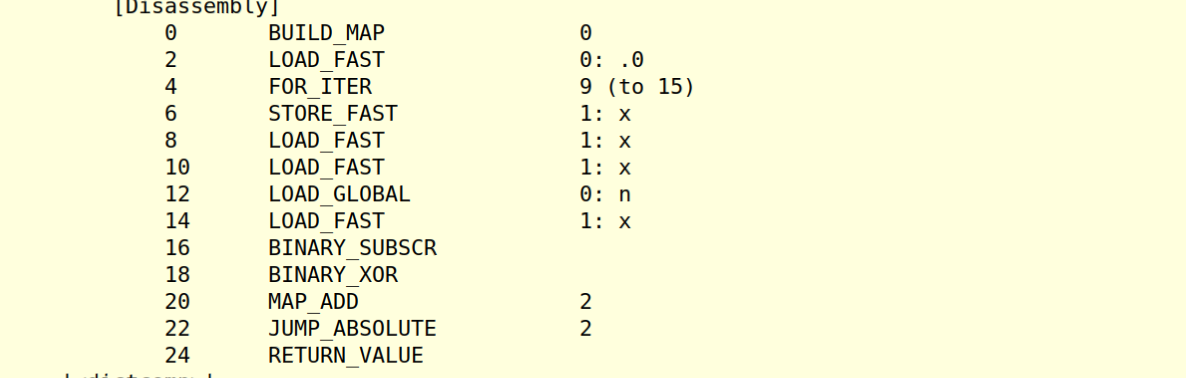 [Disassembly]
0 BUILD_MAP 0
2 LOAD_FAST 0: .0
4 FOR_ITER 9 (to 15)
6 STORE_FAST 1: x
8 LOAD_FAST 1: x
10 LOAD_FAST 1: x
12 LOAD_GLOBAL 0: n
14 LOAD_FAST 1: x
16 BINARY_SUBSCR
18 BINARY_XOR
20 MAP_ADD 2
22 JUMP_ABSOLUTE 2
24 RETURN_VALUE